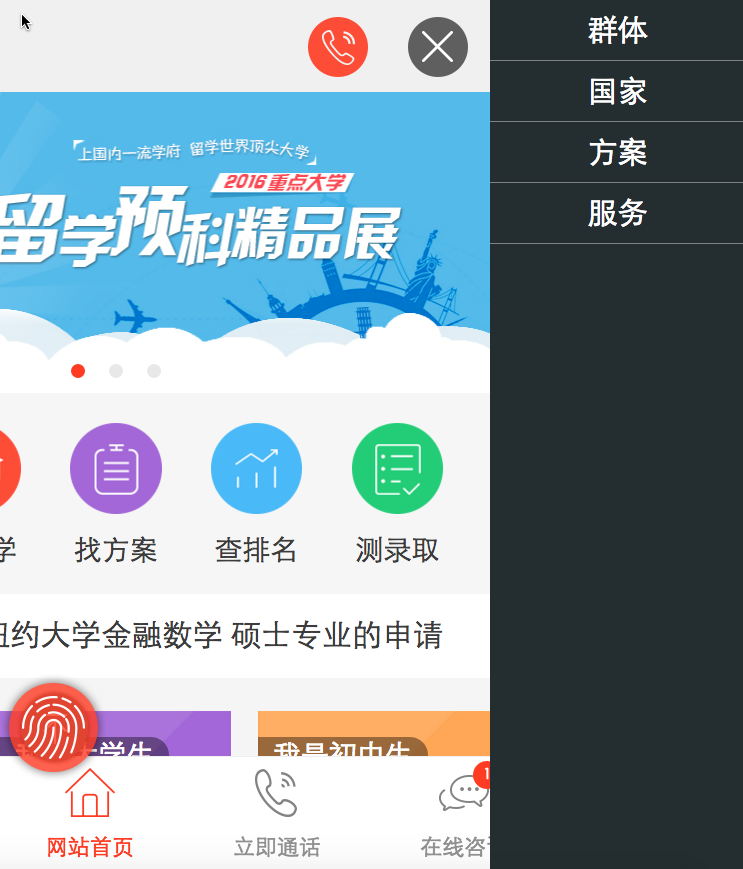 群体
国家
方案
服务
上国内一流学府 留学世界顶尖大学
2016重点大学
留学预科精品展
学 找方案 查排名 测录取
纽约大学金融数学 硕士专业的申请
大学生 我是初中生
1
网站首页 立即通话 在线咨